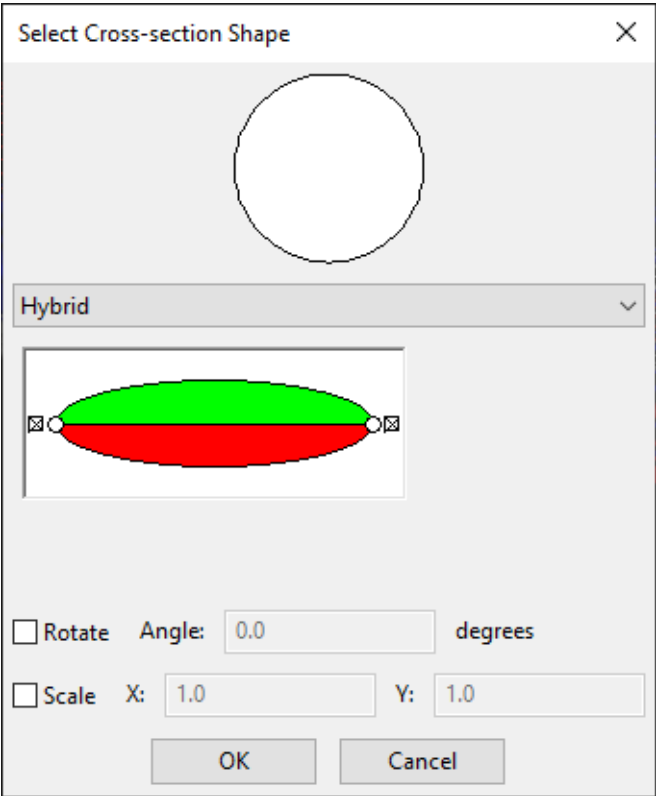 Select Cross-section Shape
Hybrid
Rotate Angle: 0.0 degrees
Scale X: 1.0 Y: 1.0
OK Cancel